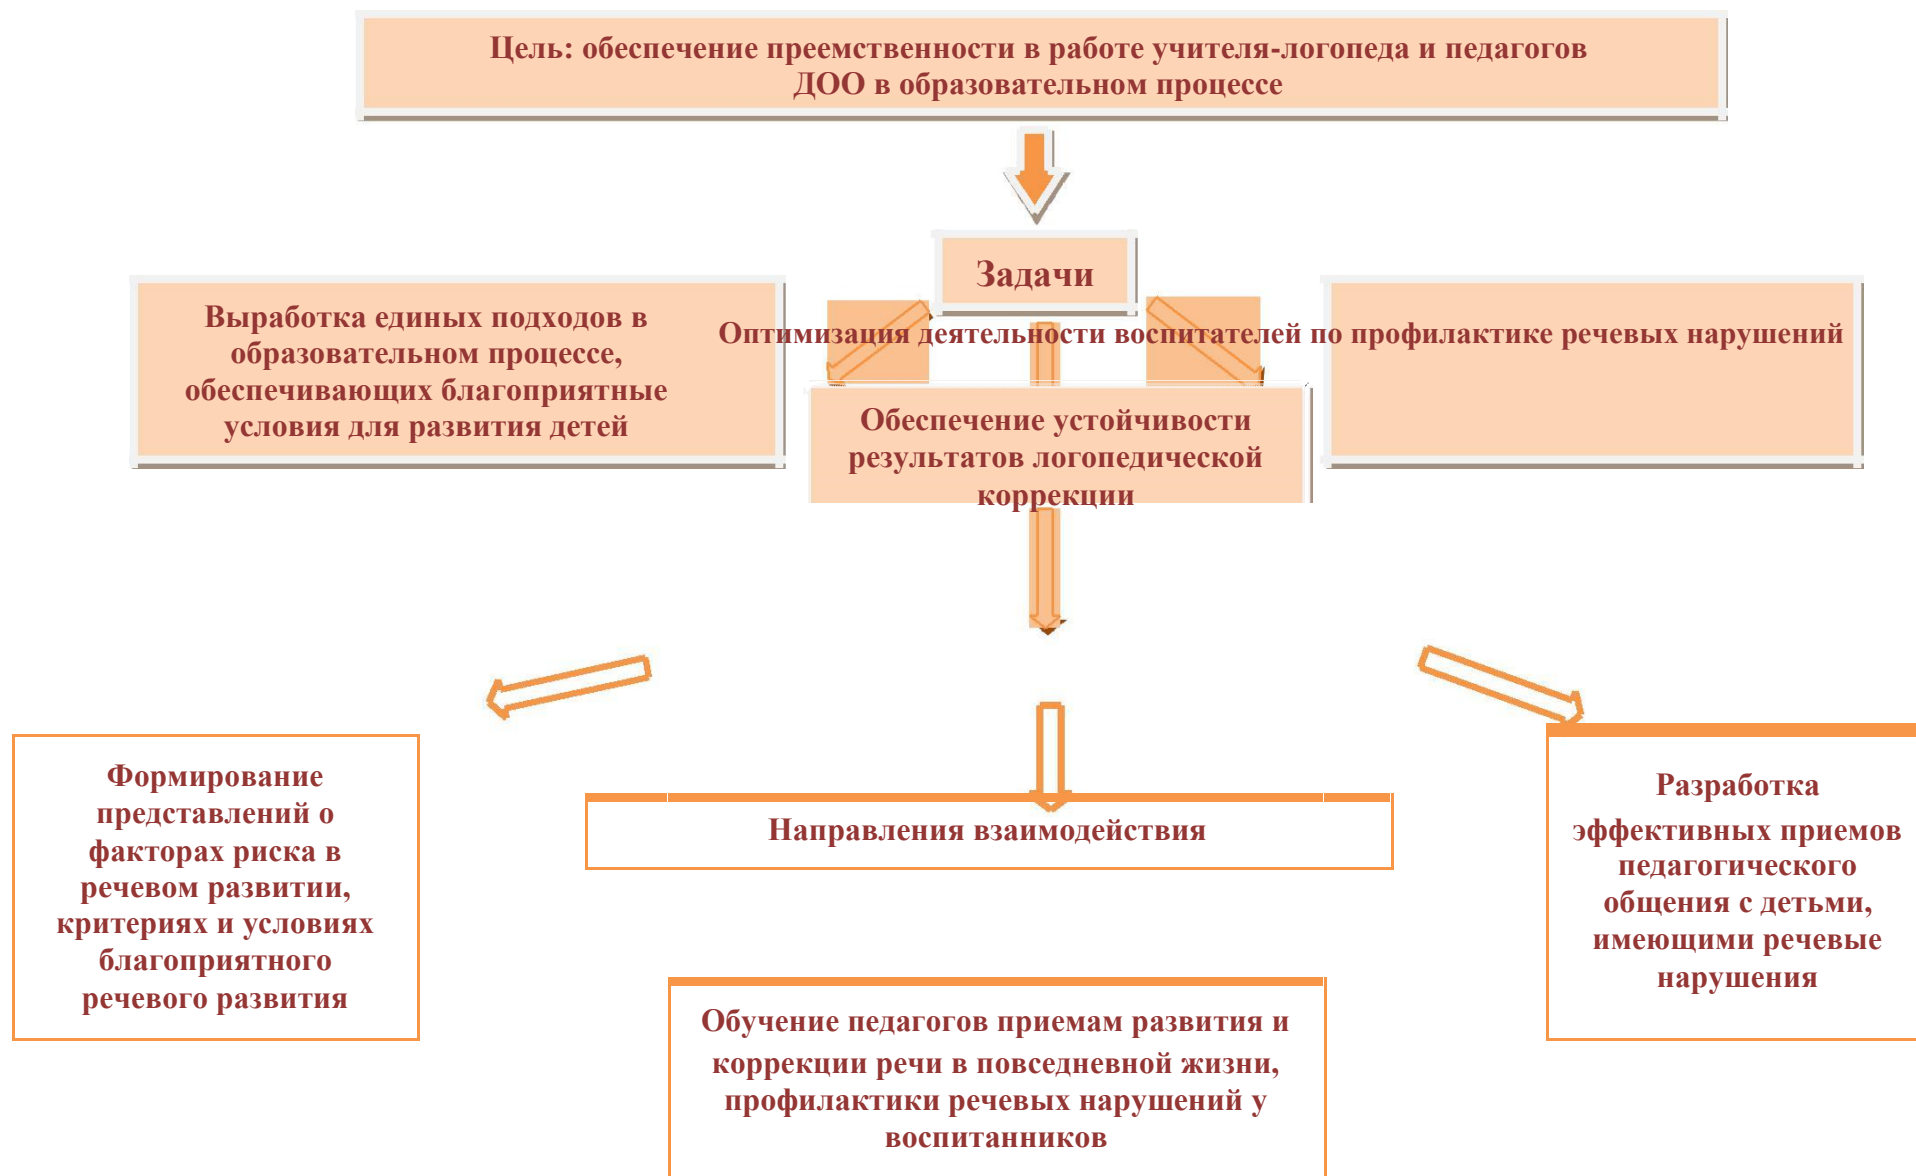 Цель: обеспечение преемственности в работе учителя-логопеда и педагогов
ДОО в образовательном процессе
Задачи
Выработка единых подходов в
образовательном процессе,
обеспечивающих благоприятные
условия для развития детей
Оптимизация деятельности воспитателей по профилактике речевых нарушений
Обеспечение устойчивости
результатов логопедической
коррекции
Формирование
представлений о
факторах риска в
речевом развитии,
критериях и условиях
благоприятного
речевого развития
Направления взаимодействия
Разработка
эффективных приемов
педагогического
общения с детьми,
имеющими речевые
нарушения
Обучение педагогов приемам развития и
коррекции речи в повседневной жизни,
профилактики речевых нарушений у
воспитанников